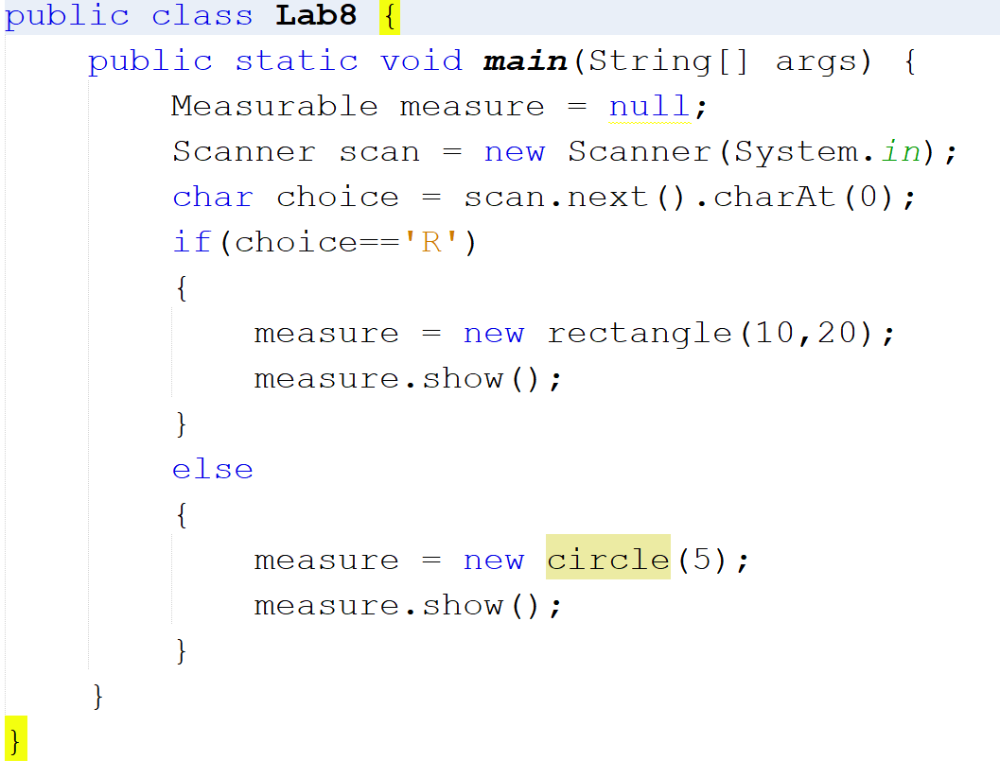 public class Lab8 {
public static void main(String[] args) {
Measurable measure = null;
Scanner scan = new Scanner(System.in);
char choice = scan.next().charAt(0);
if(choice=='R')
{
measure = new rectangle(10,20);
measure.show();
}
else
{
measure = new circle(5);
measure.show();
}
}
}